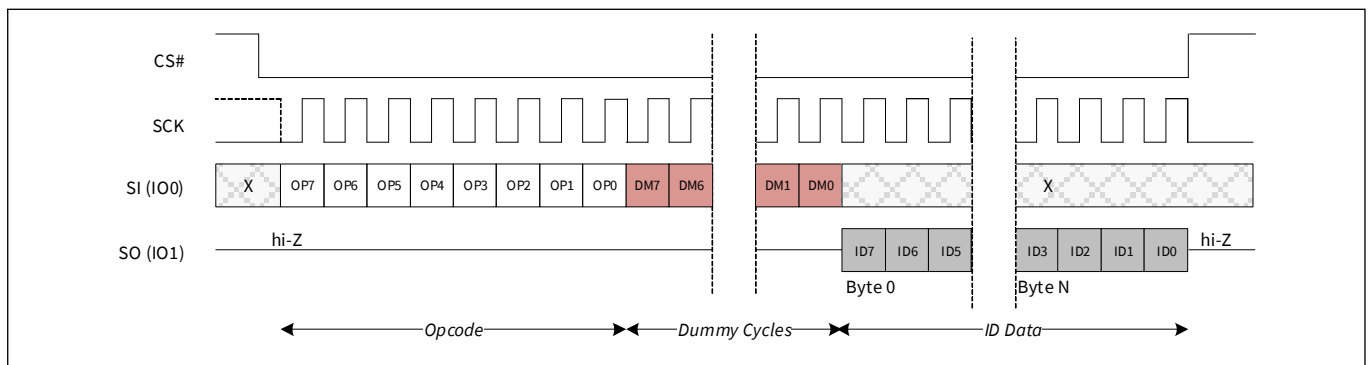 CS#
SCK
SI (IO0) X OP7 OP6 OP5 OP4 OP3 OP2 OP1 OP0 DM7 DM6 DM1 DM0 X
hi-Z hi-Z
SO (IO1) ID7 ID6 ID5 ID3 ID2 ID1 ID0
Byte 0 Byte N
Opcode Dummy Cycles ID Data